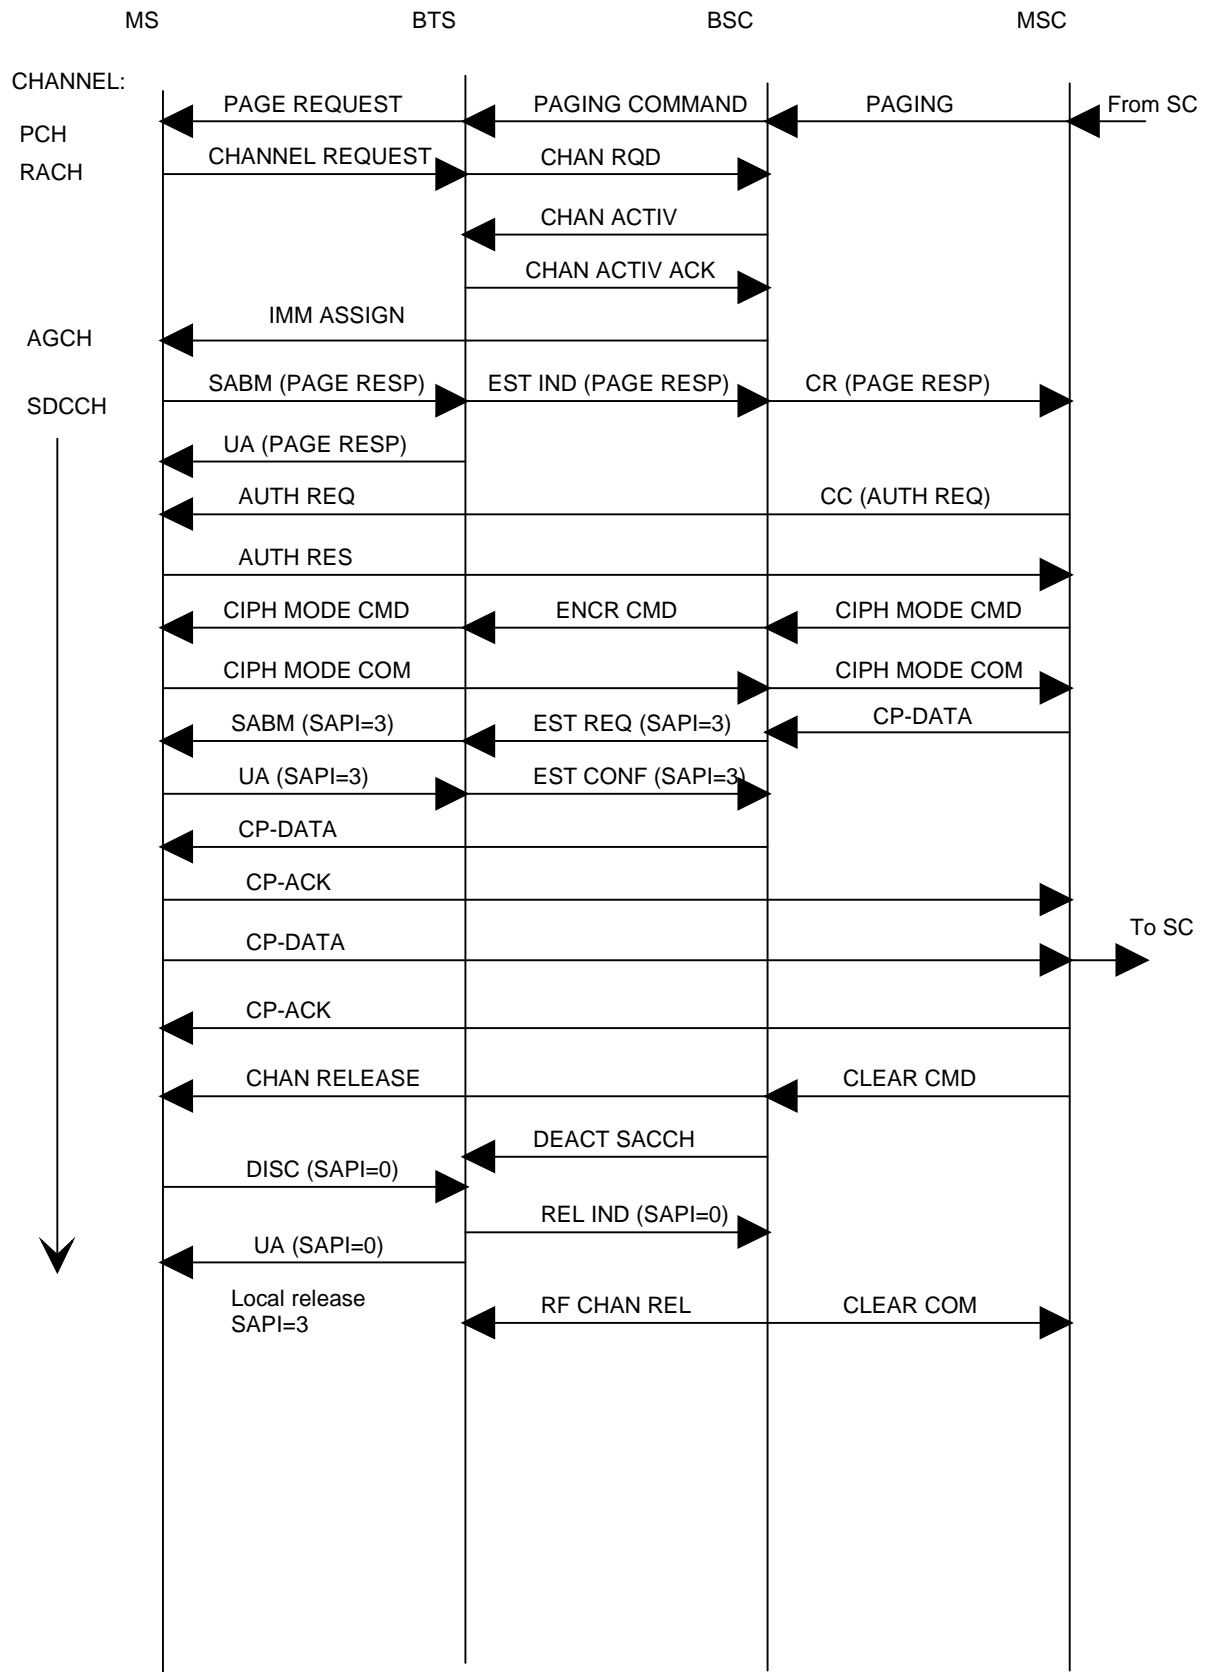 MS BTS BSC MSC
CHANNEL:
PAGE REQUEST PAGING COMMAND PAGING From SC
PCH
CHANNEL REQUEST CHAN RQD
RACH
CHAN ACTIV
CHAN ACTIV ACK
IMM ASSIGN
AGCH
SABM (PAGE RESP) EST IND (PAGE RESP) CR (PAGE RESP)
SDCCH
UA (PAGE RESP)
AUTH REQ CC (AUTH REQ)
AUTH RES
CIPH MODE CMD ENCR CMD CIPH MODE CMD
CIPH MODE COM CIPH MODE COM
CP-DATA
SABM (SAPI=3) EST REQ (SAPI=3)
UA (SAPI=3) EST CONF (SAPI=3)
CP-DATA
CP-ACK
To SC
CP-DATA
CP-ACK
CHAN RELEASE CLEAR CMD
DEACT SACCH
DISC (SAPI=0)
REL IND (SAPI=0)
UA (SAPI=0)
Local release
SAPI=3
RF CHAN REL CLEAR COM